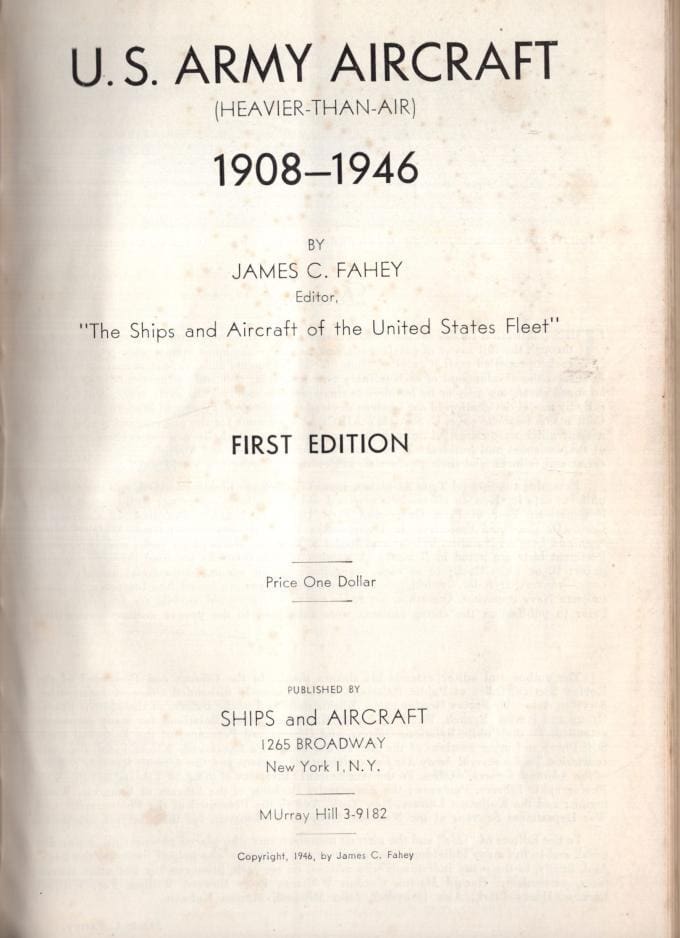 U.S. ARMY AIRCRAFT
(HEAVIER-THAN-AIR)
1908—1946
BY
JAMES C. FAHEY
Editor,
"The Ships and Aircraft of the United States Fleet"
FIRST EDITION
Price One Dollar
PUBLISHED BY
SHIPS and AIRCRAFT
1265 BROADWAY
New York 1, N.Y.
MUrray Hill 3-9182
Copyright, 1946, by James C. Fahey